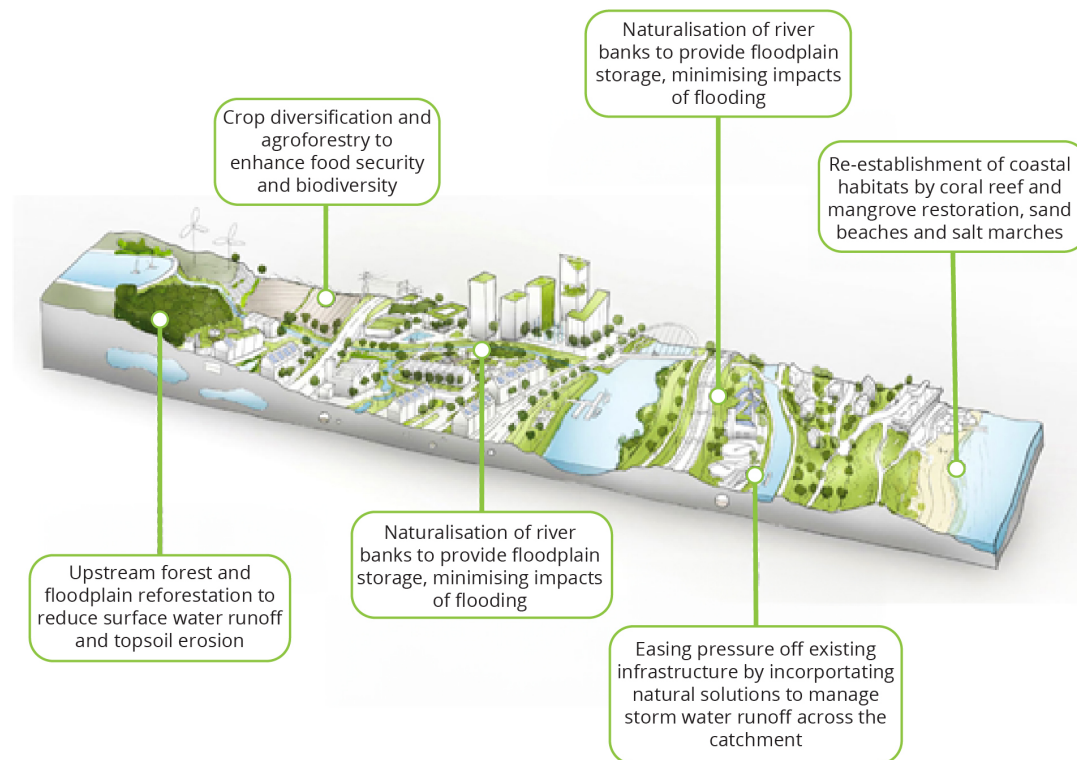 Naturalisation of river
banks to provide floodplain
storage, minimising impacts
of flooding
Crop diversification and
agroforestry to
enhance food security
and biodiversity
Re-establishment of coastal
habitats by coral reef and
mangrove restoration, sand
beaches and salt marches
Naturalisation of river
banks to provide floodplain
storage, minimising impacts
of flooding
Upstream forest and
floodplain reforestation to
reduce surface water runoff
and topsoil erosion
Easing pressure off existing
infrastructure by incorportating
natural solutions to manage
storm water runoff across the
catchment